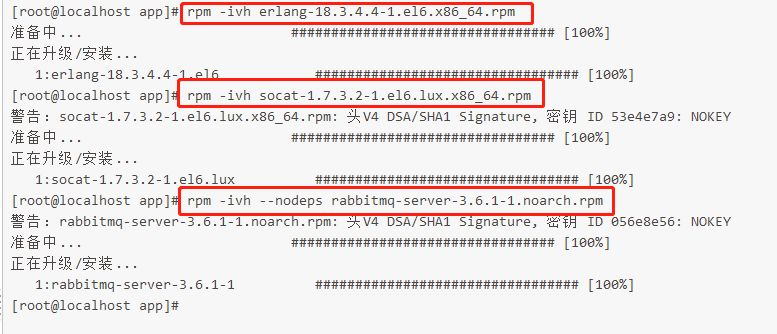 [root@localhost app]# rpm -ivh erlang-18.3.4.4-1.el6.x86_64.rpm
准备中... ################################# [100%]
正在升级/安装...
1:erlang-18.3.4.4-1.el6 ################################# [100%]
[root@localhost app]# rpm -ivh socat-1.7.3.2-1.el6.lux.x86_64.rpm
警告：socat-1.7.3.2-1.el6.lux.x86_64.rpm: 头V4 DSA/SHA1 Signature, 密钥 ID 53e4e7a9: NOKEY
准备中... ################################# [100%]
正在升级/安装...
1:socat-1.7.3.2-1.el6.lux ################################# [100%]
[root@localhost app]# rpm -ivh --nodeps rabbitmq-server-3.6.1-1.noarch.rpm
警告：rabbitmq-server-3.6.1-1.noarch.rpm: 头V4 DSA/SHA1 Signature, 密钥 ID 056e8e56: NOKEY
准备中... ################################# [100%]
正在升级/安装...
1:rabbitmq-server-3.6.1-1 ################################# [100%]
[root@localhost app]#